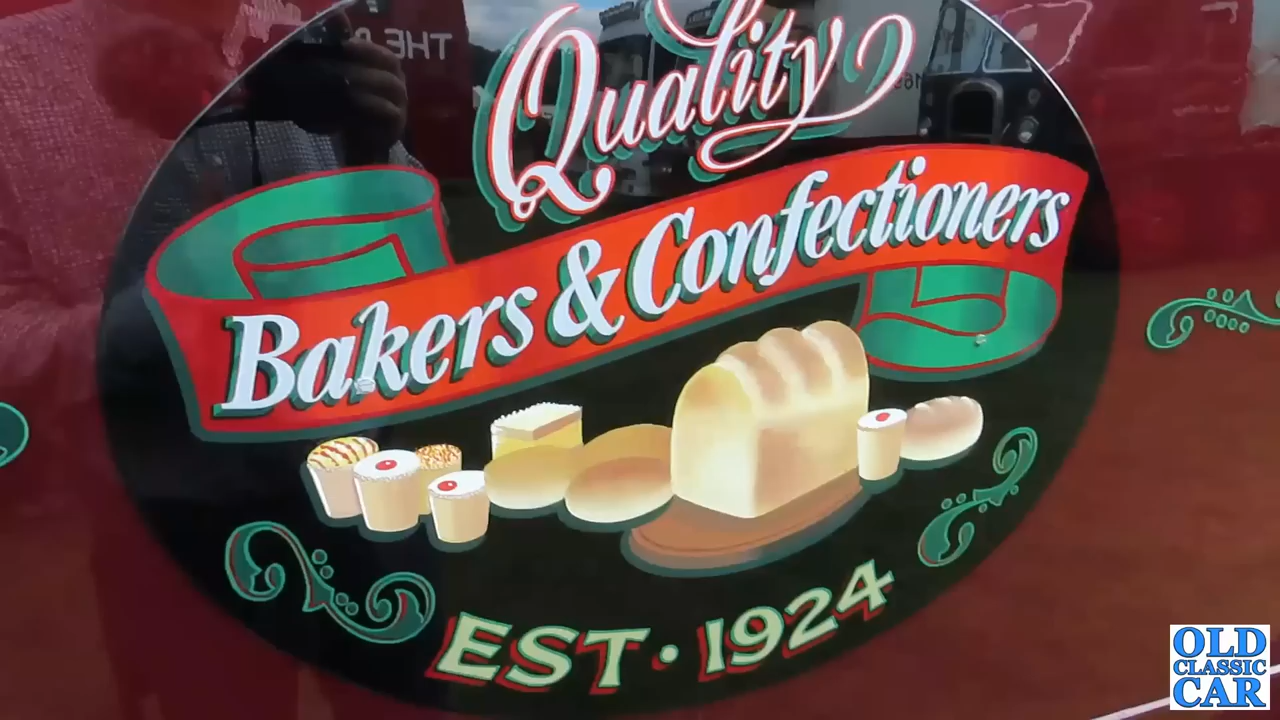 Quality
Bakers & Confectioners
EST · 1924
OLD
CLASSIC
CAR